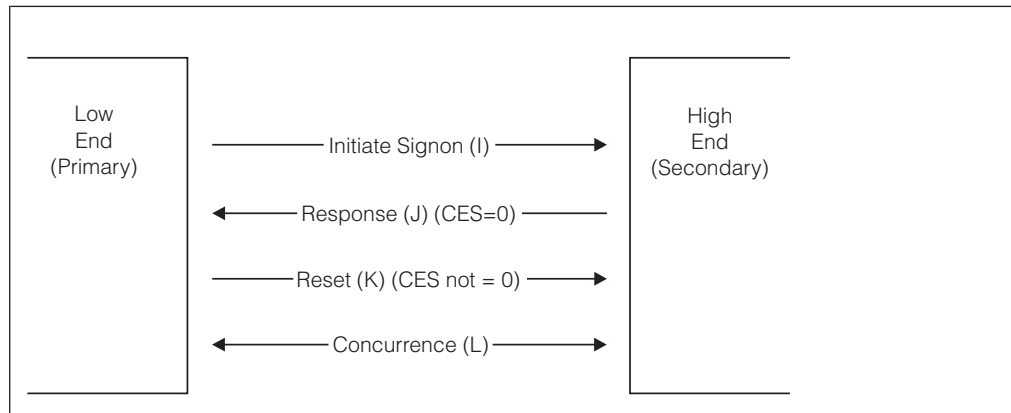 Low
End
(Primary)
High
End
(Secondary)
Initiate Signon (I)
Response (J) (CES=0)
Reset (K) (CES not = 0)
Concurrence (L)